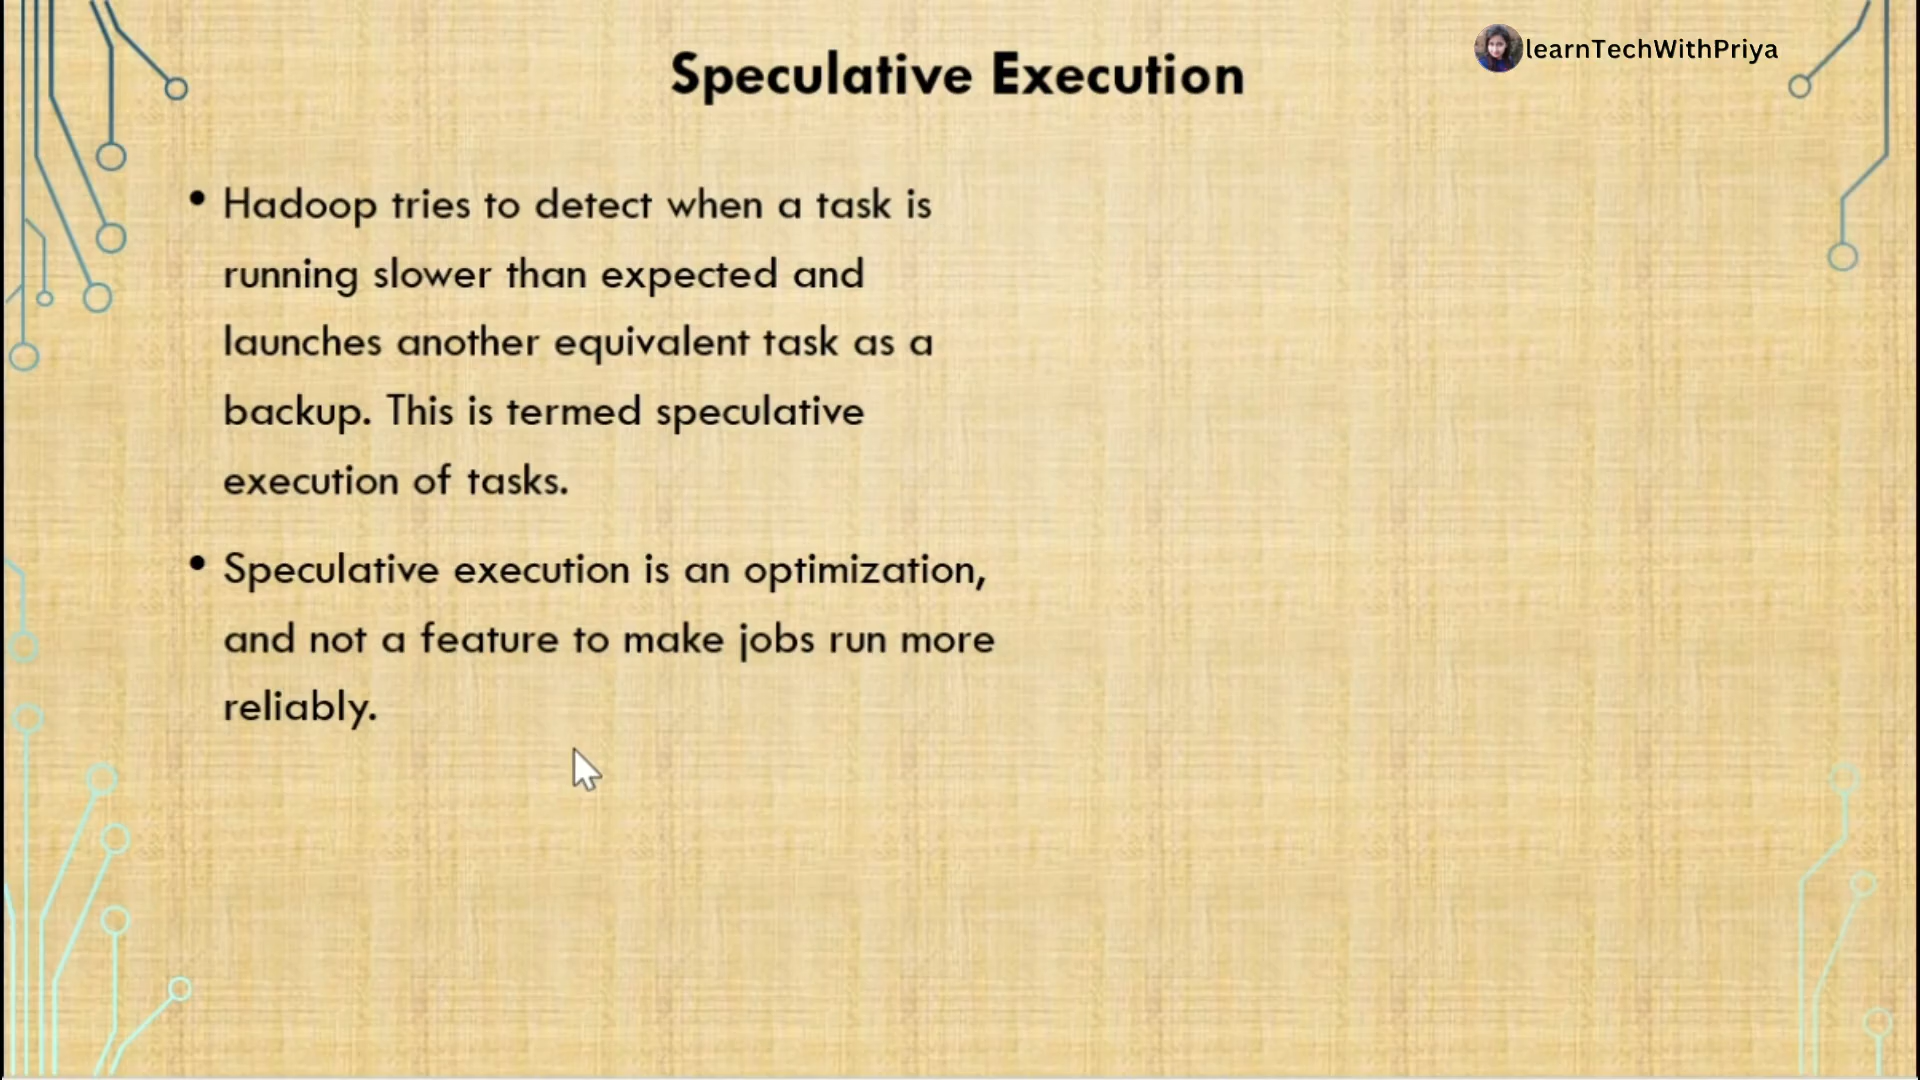 Speculative Execution
learnTechWithPriya
• Hadoop tries to detect when a task is
running slower than expected and
launches another equivalent task as a
backup. This is termed speculative
execution of tasks.
• Speculative execution is an optimization,
and not a feature to make jobs run more
reliably.